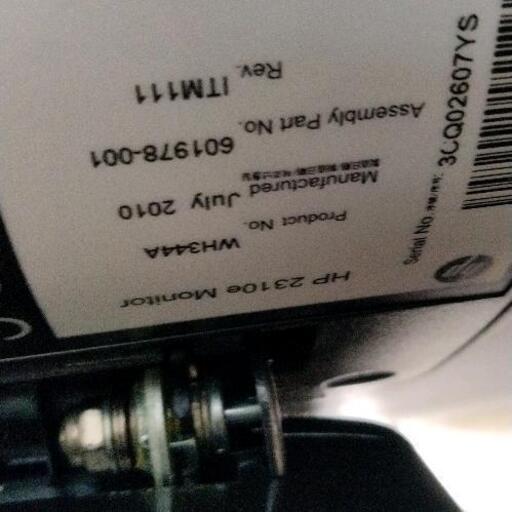 HP 2310e Monitor
Product No. WH344A
Manufactured July 2010
Assembly Part No. 601978-001
Rev. ITM111
Serial No. 3CQ02607YS
hp